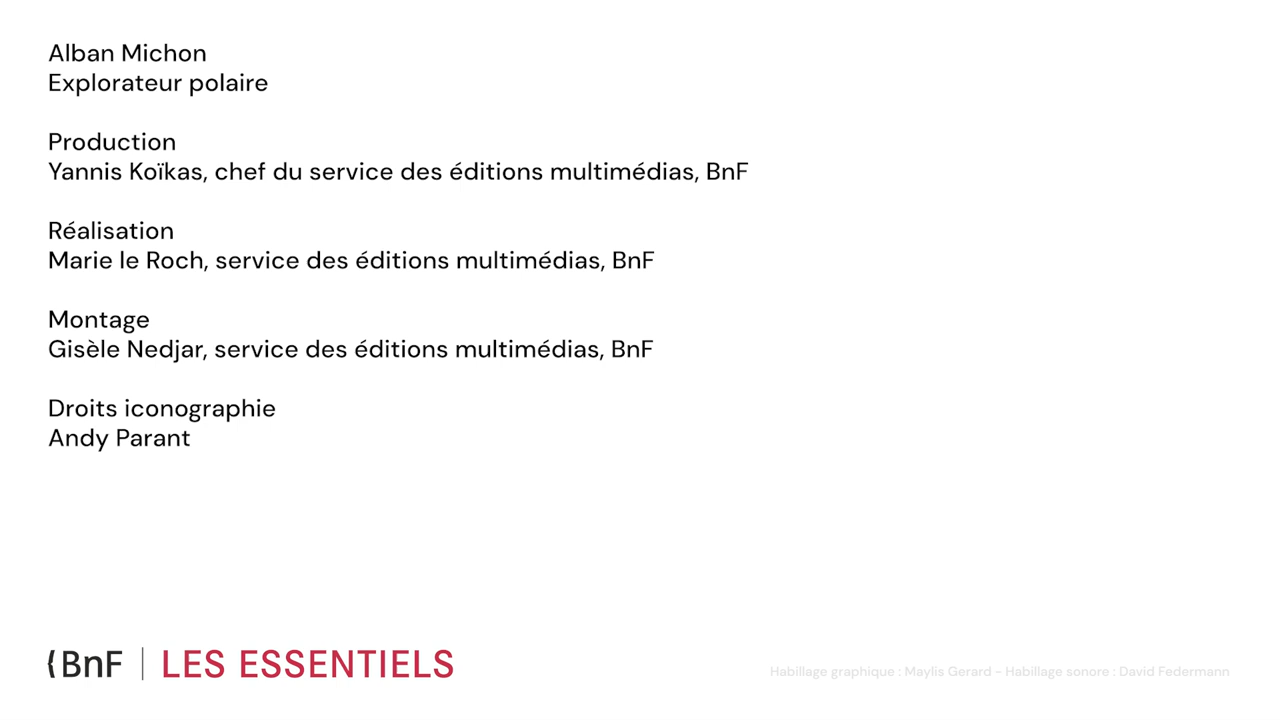 Alban Michon
Explorateur polaire
Production
Yannis Koïkas, chef du service des éditions multimédias, BnF
Réalisation
Marie le Roch, service des éditions multimédias, BnF
Montage
Gisèle Nedjar, service des éditions multimédias, BnF
Droits iconographie
Andy Parant
BnF | LES ESSENTIELS
Habillage graphique : Maylis Gerard - Habillage sonore : David Federmann